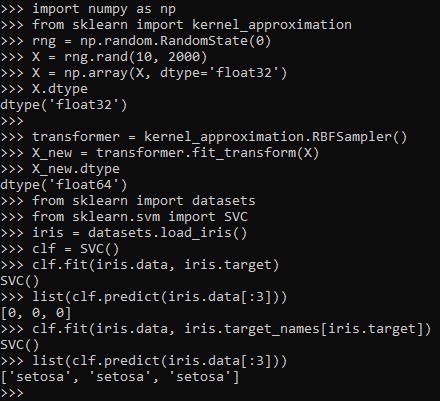 >>> import numpy as np
>>> from sklearn import kernel_approximation
>>> rng = np.random.RandomState(0)
>>> X = rng.rand(10, 2000)
>>> X = np.array(X, dtype='float32')
>>> X.dtype
dtype('float32')
>>>
>>> transformer = kernel_approximation.RBFSampler()
>>> X_new = transformer.fit_transform(X)
>>> X_new.dtype
dtype('float64')
>>> from sklearn import datasets
>>> from sklearn.svm import SVC
>>> iris = datasets.load_iris()
>>> clf = SVC()
>>> clf.fit(iris.data, iris.target)
SVC()
>>> list(clf.predict(iris.data[:3]))
[0, 0, 0]
>>> clf.fit(iris.data, iris.target_names[iris.target])
SVC()
>>> list(clf.predict(iris.data[:3]))
['setosa', 'setosa', 'setosa']
>>>